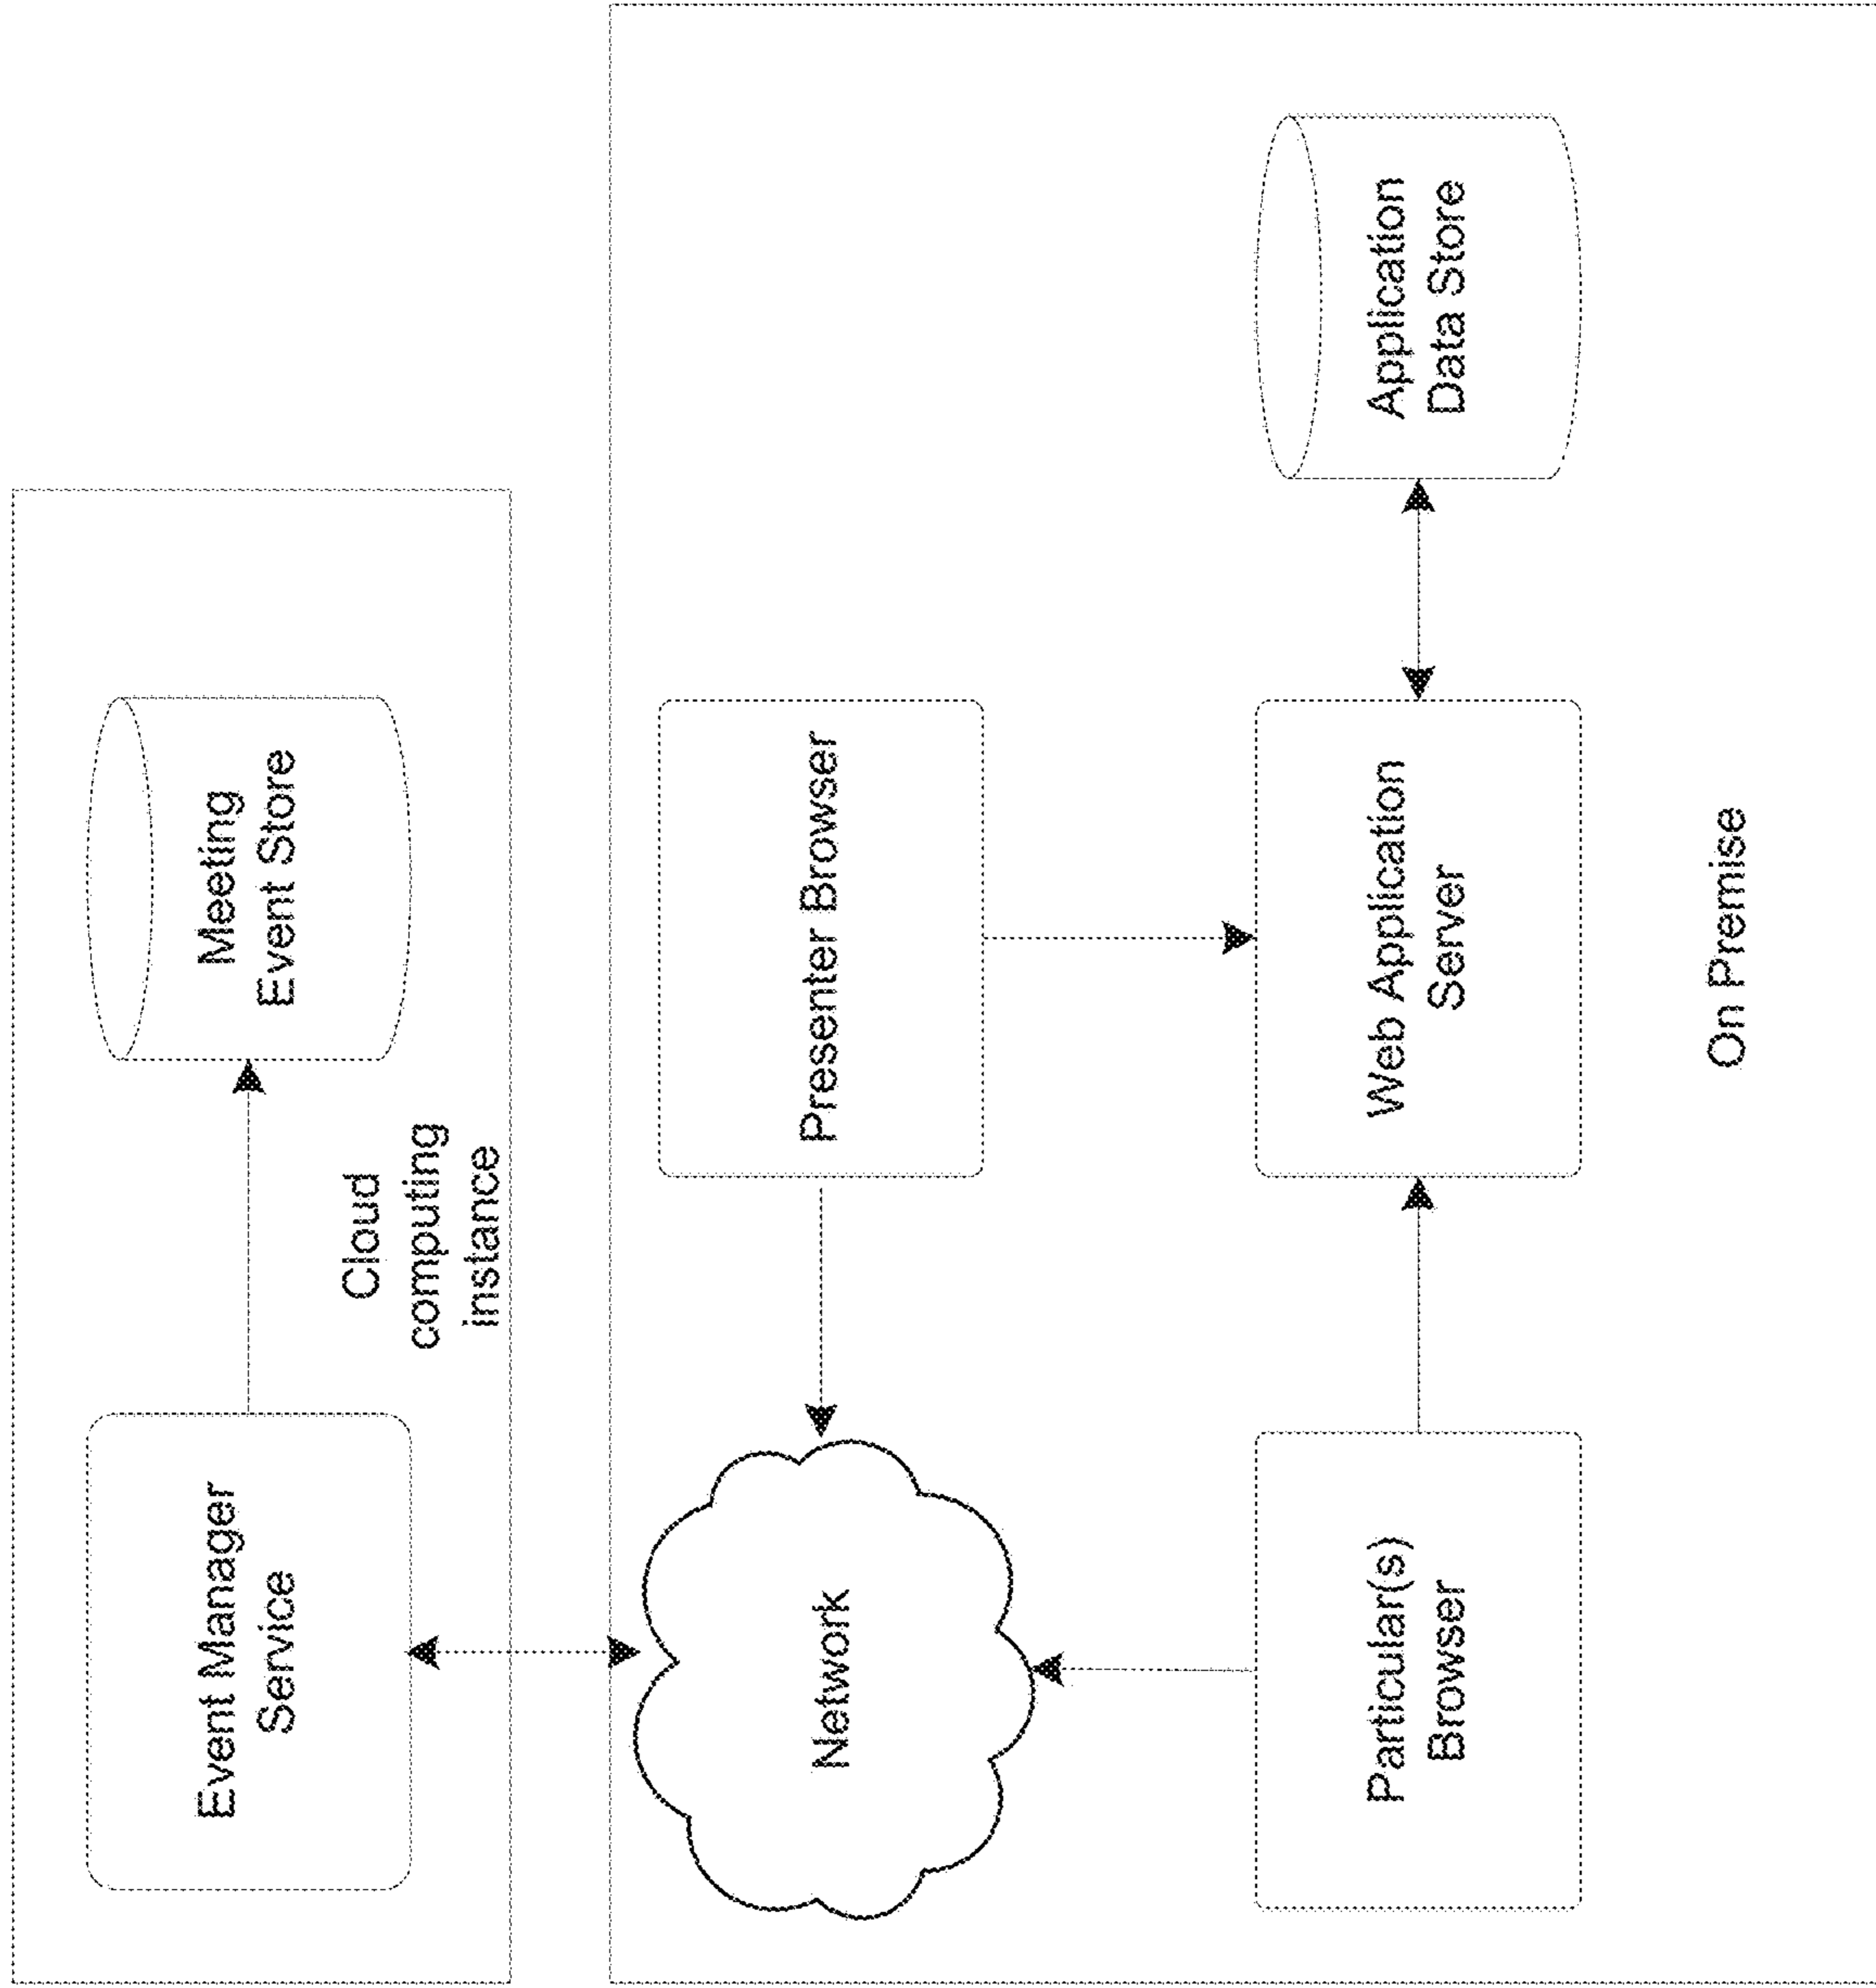 Event Manager
Service
Meeting
Event Store
Cloud
computing
instance
Network
Presenter Browser
Particular(s)
Browser
Web Application
Server
Application
Data Store
On Premise